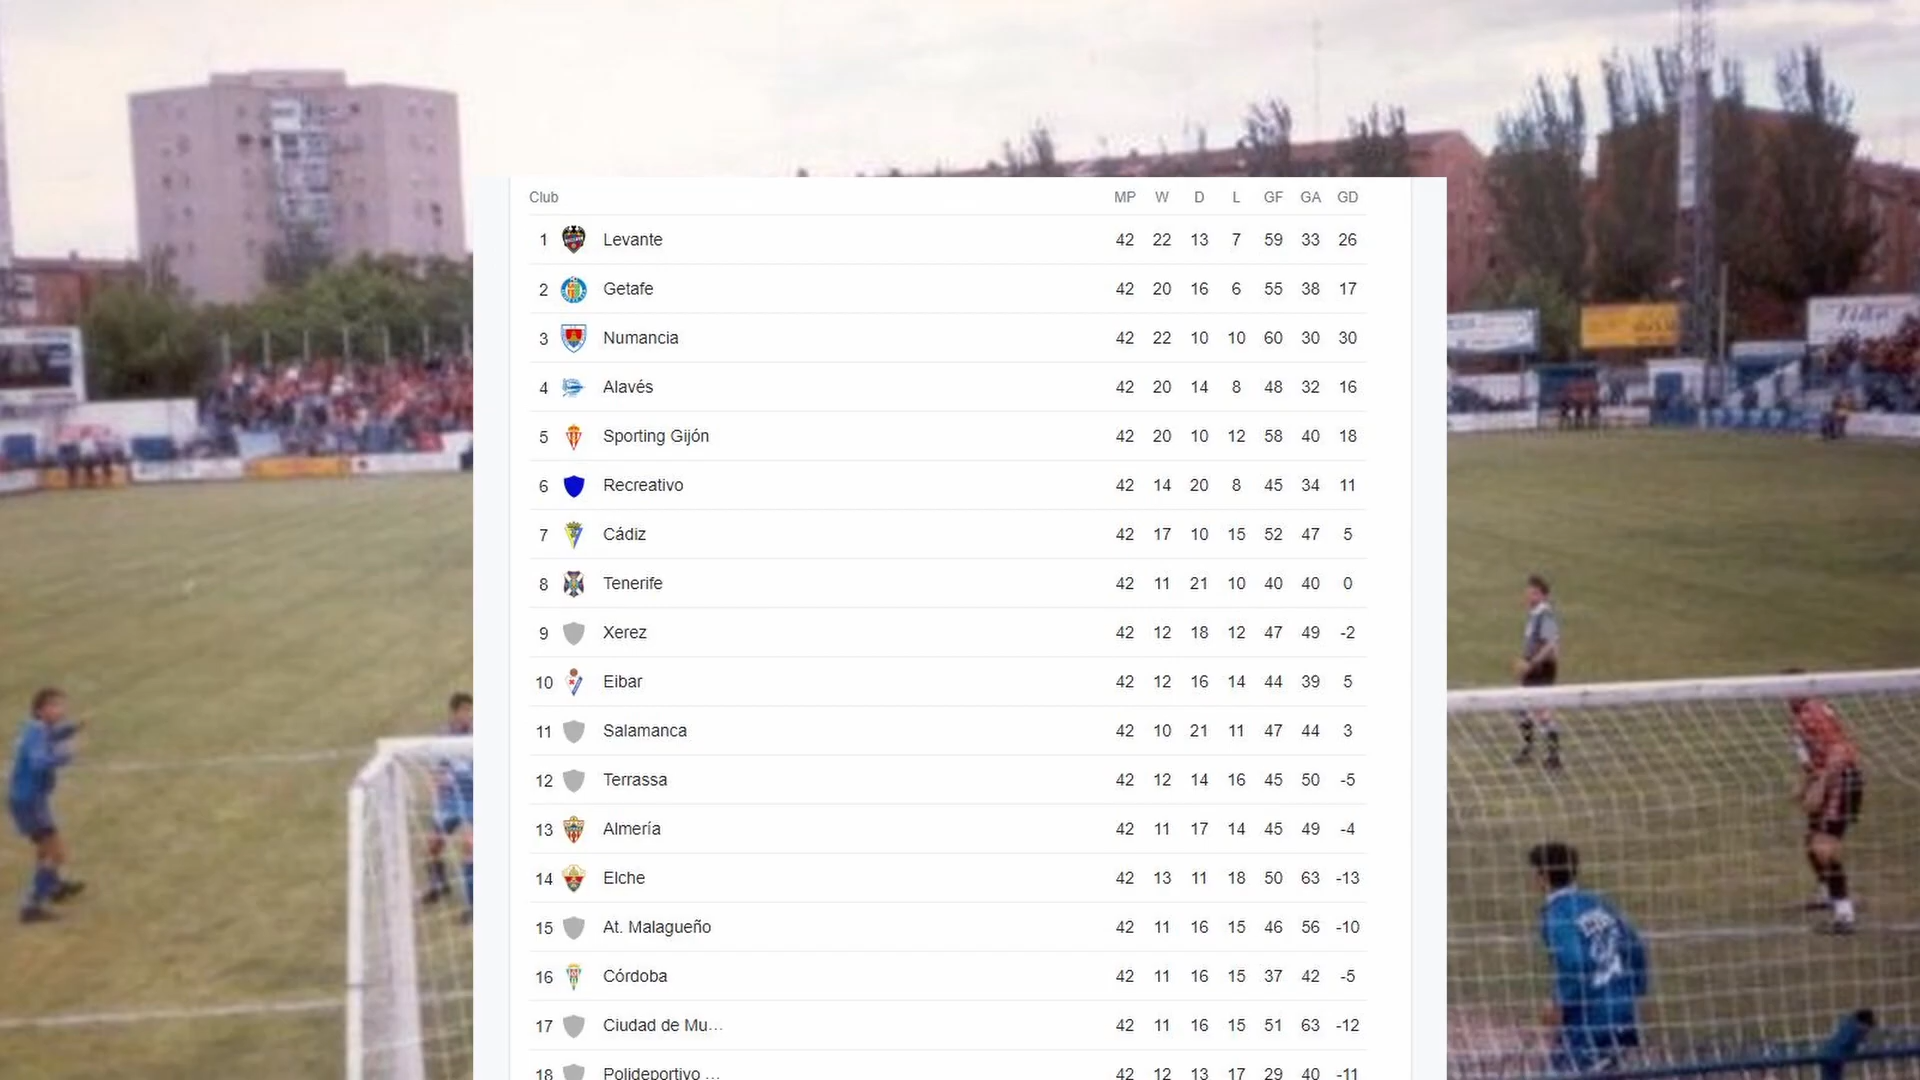 Club MP W D L GF GA GD
1 Levante 42 22 13 7 59 33 26
2 Getafe 42 20 16 6 55 38 17
3 Numancia 42 22 10 10 60 30 30
4 Alavés 42 20 14 8 48 32 16
5 Sporting Gijón 42 20 10 12 58 40 18
6 Recreativo 42 14 20 8 45 34 11
7 Cádiz 42 17 10 15 52 47 5
8 Tenerife 42 11 21 10 40 40 0
9 Xerez 42 12 18 12 47 49 -2
10 Eibar 42 12 16 14 44 39 5
11 Salamanca 42 10 21 11 47 44 3
12 Terrassa 42 12 14 16 45 50 -5
13 Almería 42 11 17 14 45 49 -4
14 Elche 42 13 11 18 50 63 -13
15 At. Malagueño 42 11 16 15 46 56 -10
16 Córdoba 42 11 16 15 37 42 -5
17 Ciudad de Mu... 42 11 16 15 51 63 -12
18 Polideportivo ... 42 12 13 17 29 40 -11